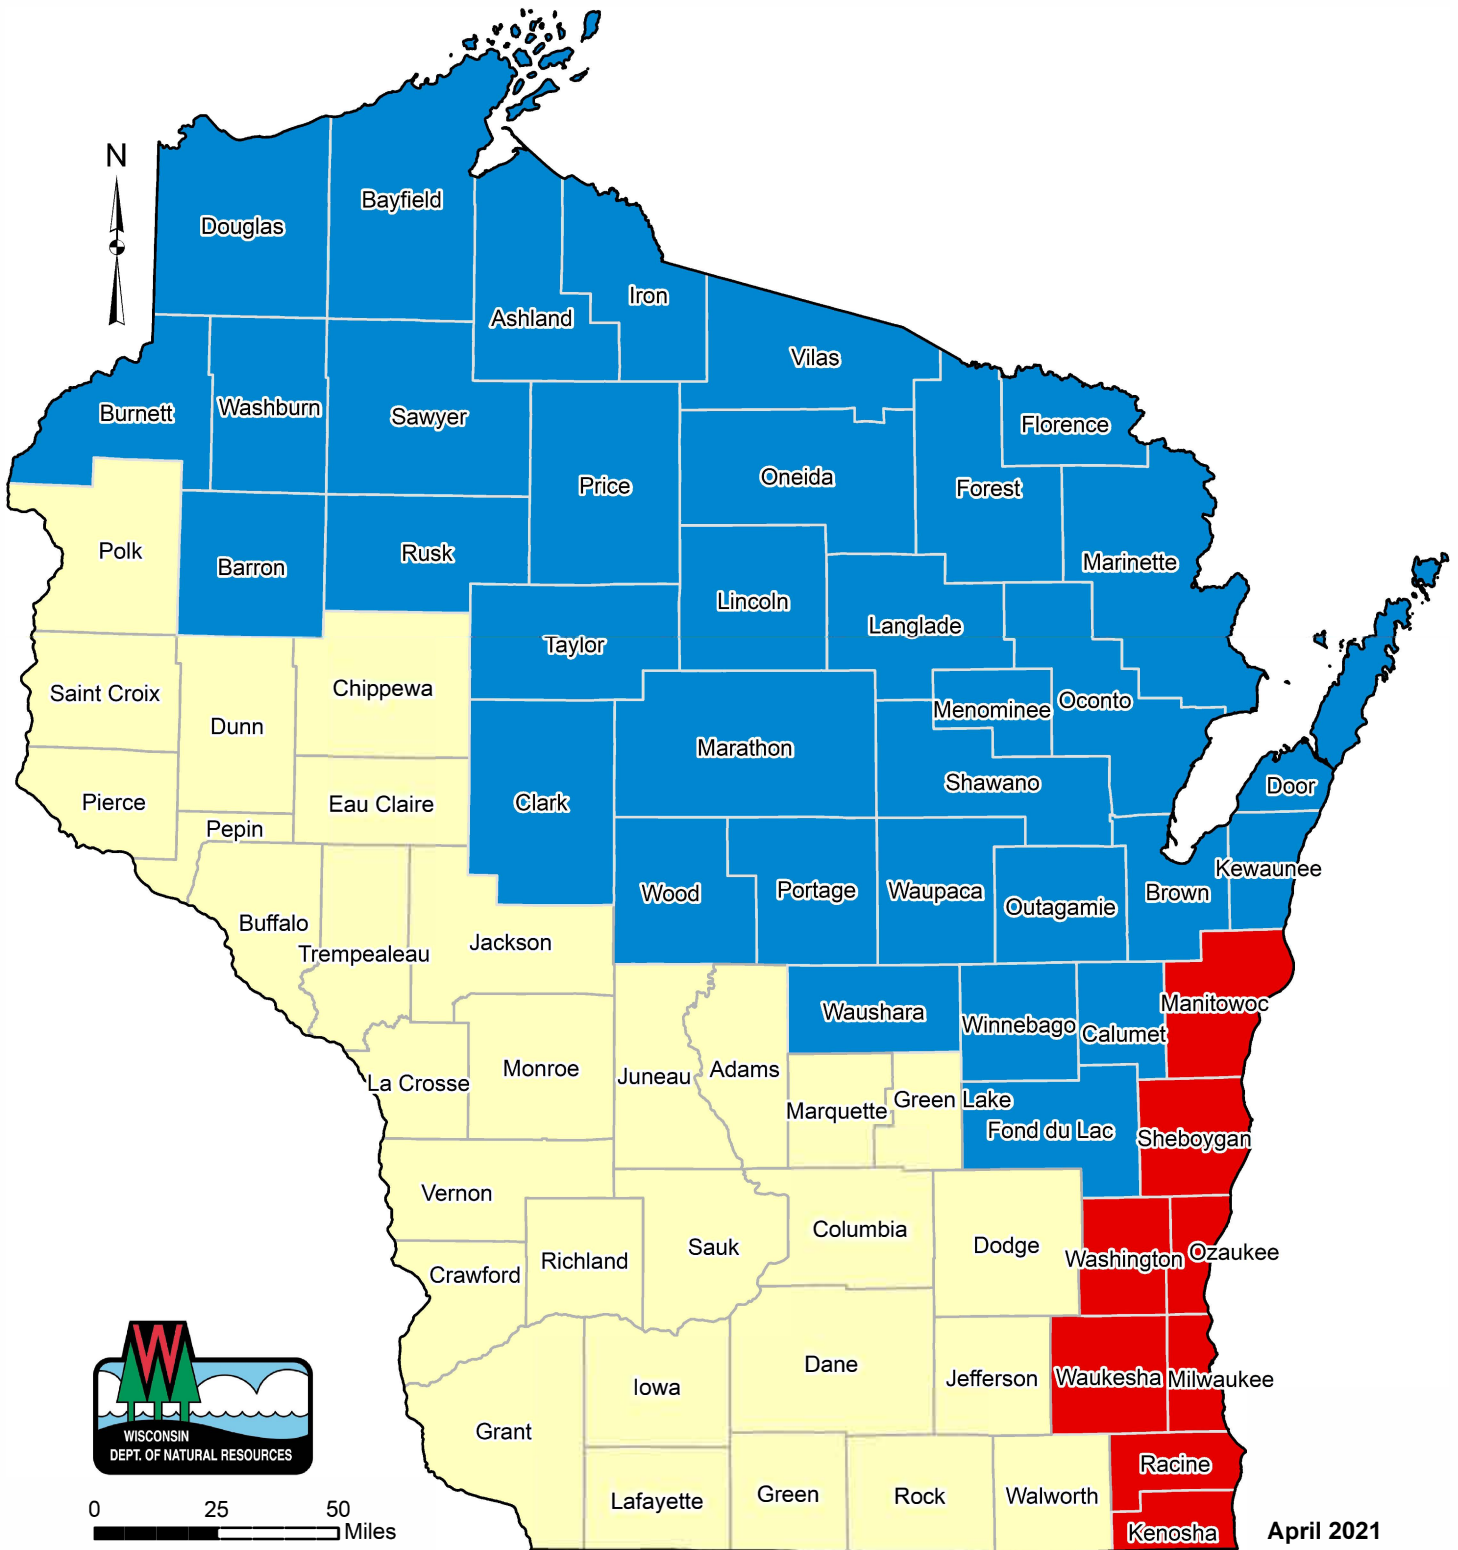 N
Bayfield
Douglas
Iron
Ashland
Vilas
Burnett
Washburn
Sawyer
Florence
Price
Oneida
Forest
Polk
Barron
Rusk
Marinette
Lincoln
Langlade
Taylor
Saint Croix
Chippewa
Dunn
Menominee
Oconto
Marathon
Shawano
Door
Pierce
Eau Claire
Clark
Pepin
Kewaunee
Wood
Portage
Waupaca
Outagamie
Brown
Buffalo
Trempealeau
Jackson
Manitowoc
Waushara
Winnebago
Calumet
La Crosse
Monroe
Juneau
Adams
Marquette
Green Lake
Fond du Lac
Sheboygan
Vernon
Columbia
Dodge
Sauk
Richland
Washington
Ozaukee
Crawford
Dane
Iowa
Jefferson
Waukesha
Milwaukee
Grant
Racine
Lafayette
Green
Rock
Walworth
Kenosha
W
WISCONSIN
DEPT. OF NATURAL RESOURCES
0 25 50
Miles
April 2021